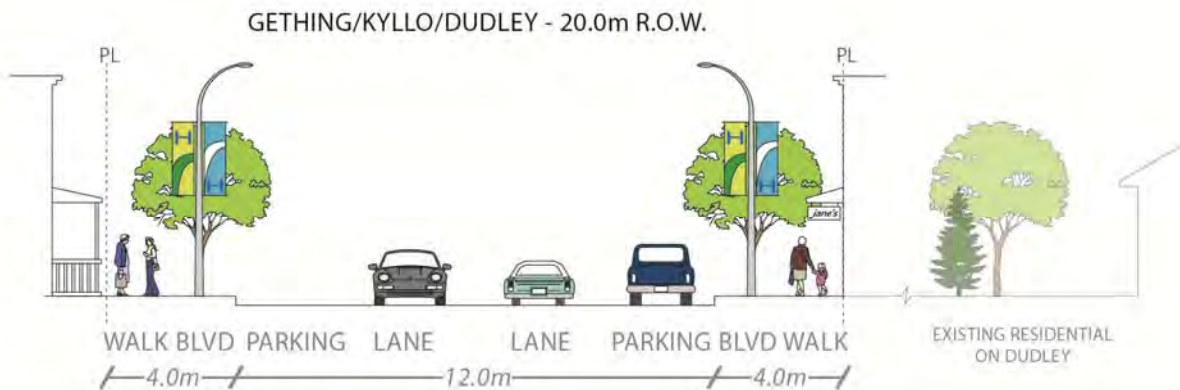 GETHING/KYLLO/DUDLEY - 20.0m R.O.W.
PL
PL
H
H
H
H
jane's
WALK BLVD PARKING LANE LANE PARKING BLVD WALK
4.0m 12.0m 4.0m
EXISTING RESIDENTIAL
ON DUDLEY